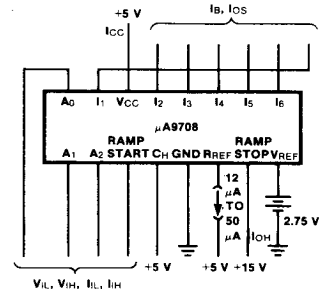 +5 V
ICC
IB, IOS
A0 I1 VCC I2 I3 I4 I5 I6
μA9708
RAMP RAMP
A1 A2 START CH GND RREF STOP VREF
12
μA
TO
50
μA IOH
2.75 V
VIL, VIH, IIL, IIH
+5 V +5 V +15 V